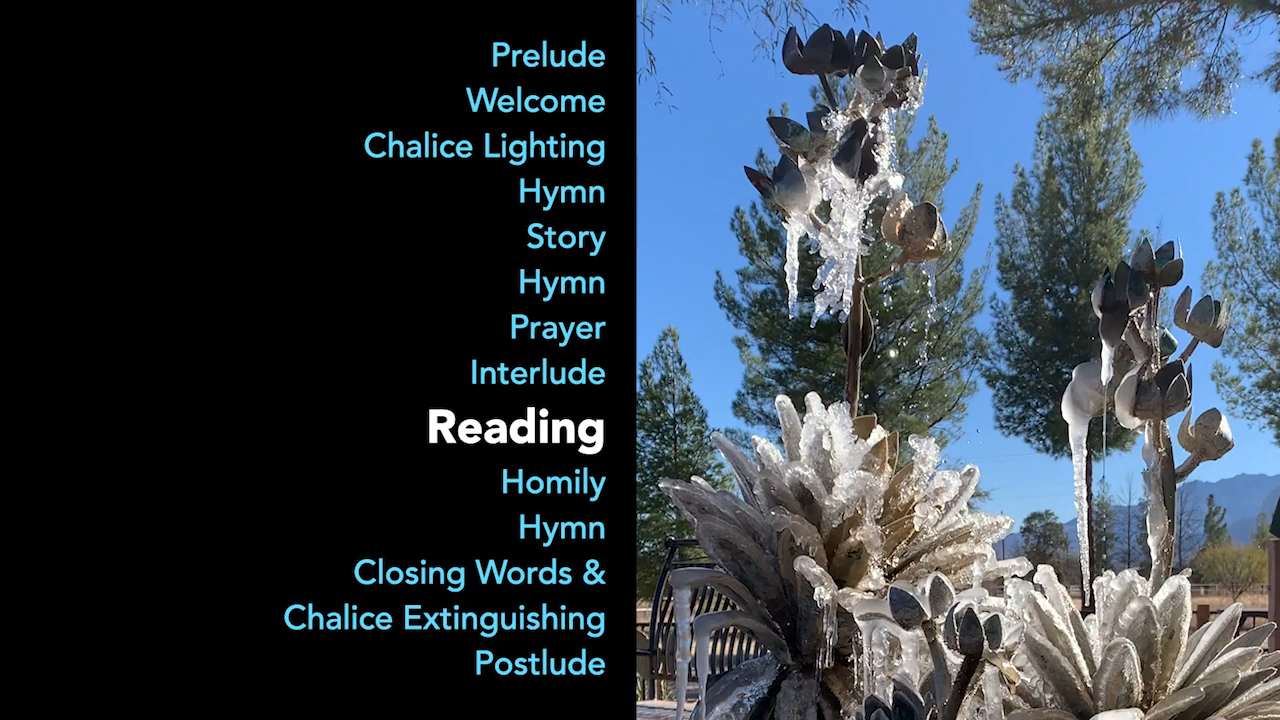 Prelude
Welcome
Chalice Lighting
Hymn
Story
Hymn
Prayer
Interlude
Reading
Homily
Hymn
Closing Words &
Chalice Extinguishing
Postlude